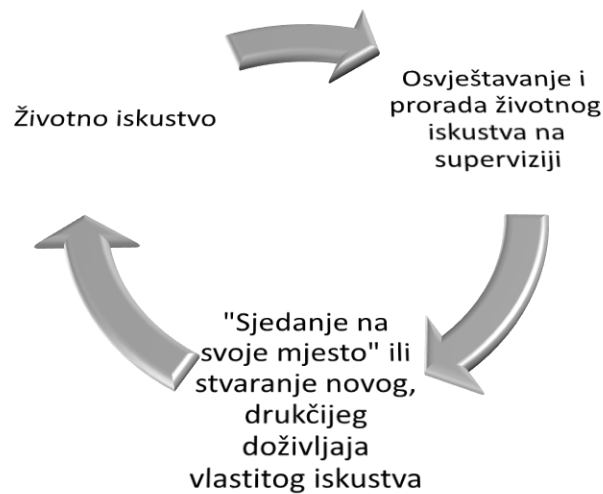 Životno iskustvo
Osvještavanje i
prorada životnog
iskustva na
superviziji
"Sjedanje na
svoje mjesto" ili
stvaranje novog,
drukčijeg
doživljaja
vlastitog iskustva